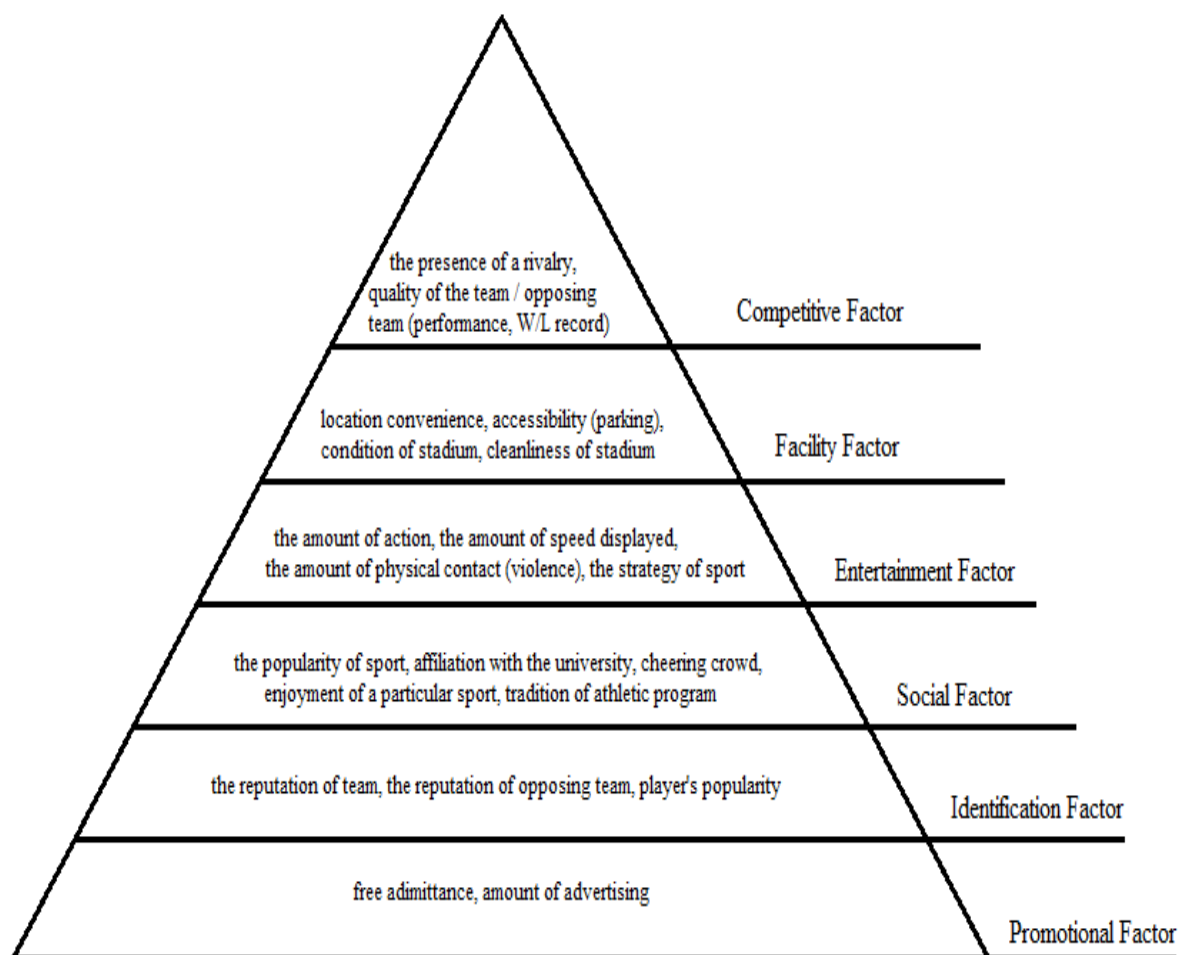 the presence of a rivalry,
quality of the team / opposing
team (performance, W/L record)
Competitive Factor
location convenience, accessibility (parking),
condition of stadium, cleanliness of stadium
Facility Factor
the amount of action, the amount of speed displayed,
the amount of physical contact (violence), the strategy of sport
Entertainment Factor
the popularity of sport, affiliation with the university, cheering crowd,
enjoyment of a particular sport, tradition of athletic program
Social Factor
the reputation of team, the reputation of opposing team, player's popularity
Identification Factor
free adimittance, amount of advertising
Promotional Factor